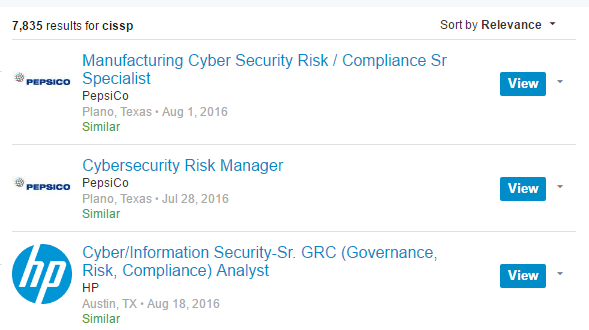 7,835 results for cissp
Sort by Relevance
Manufacturing Cyber Security Risk / Compliance Sr
Specialist
PEPSICO
PepsiCo
View
Plano, Texas • Aug 1, 2016
Similar
Cybersecurity Risk Manager
PEPSICO
PepsiCo
View
Plano, Texas • Jul 28, 2016
Similar
Cyber/Information Security-Sr. GRC (Governance,
Risk, Compliance) Analyst
hp
HP
View
Austin, TX • Aug 18, 2016
Similar